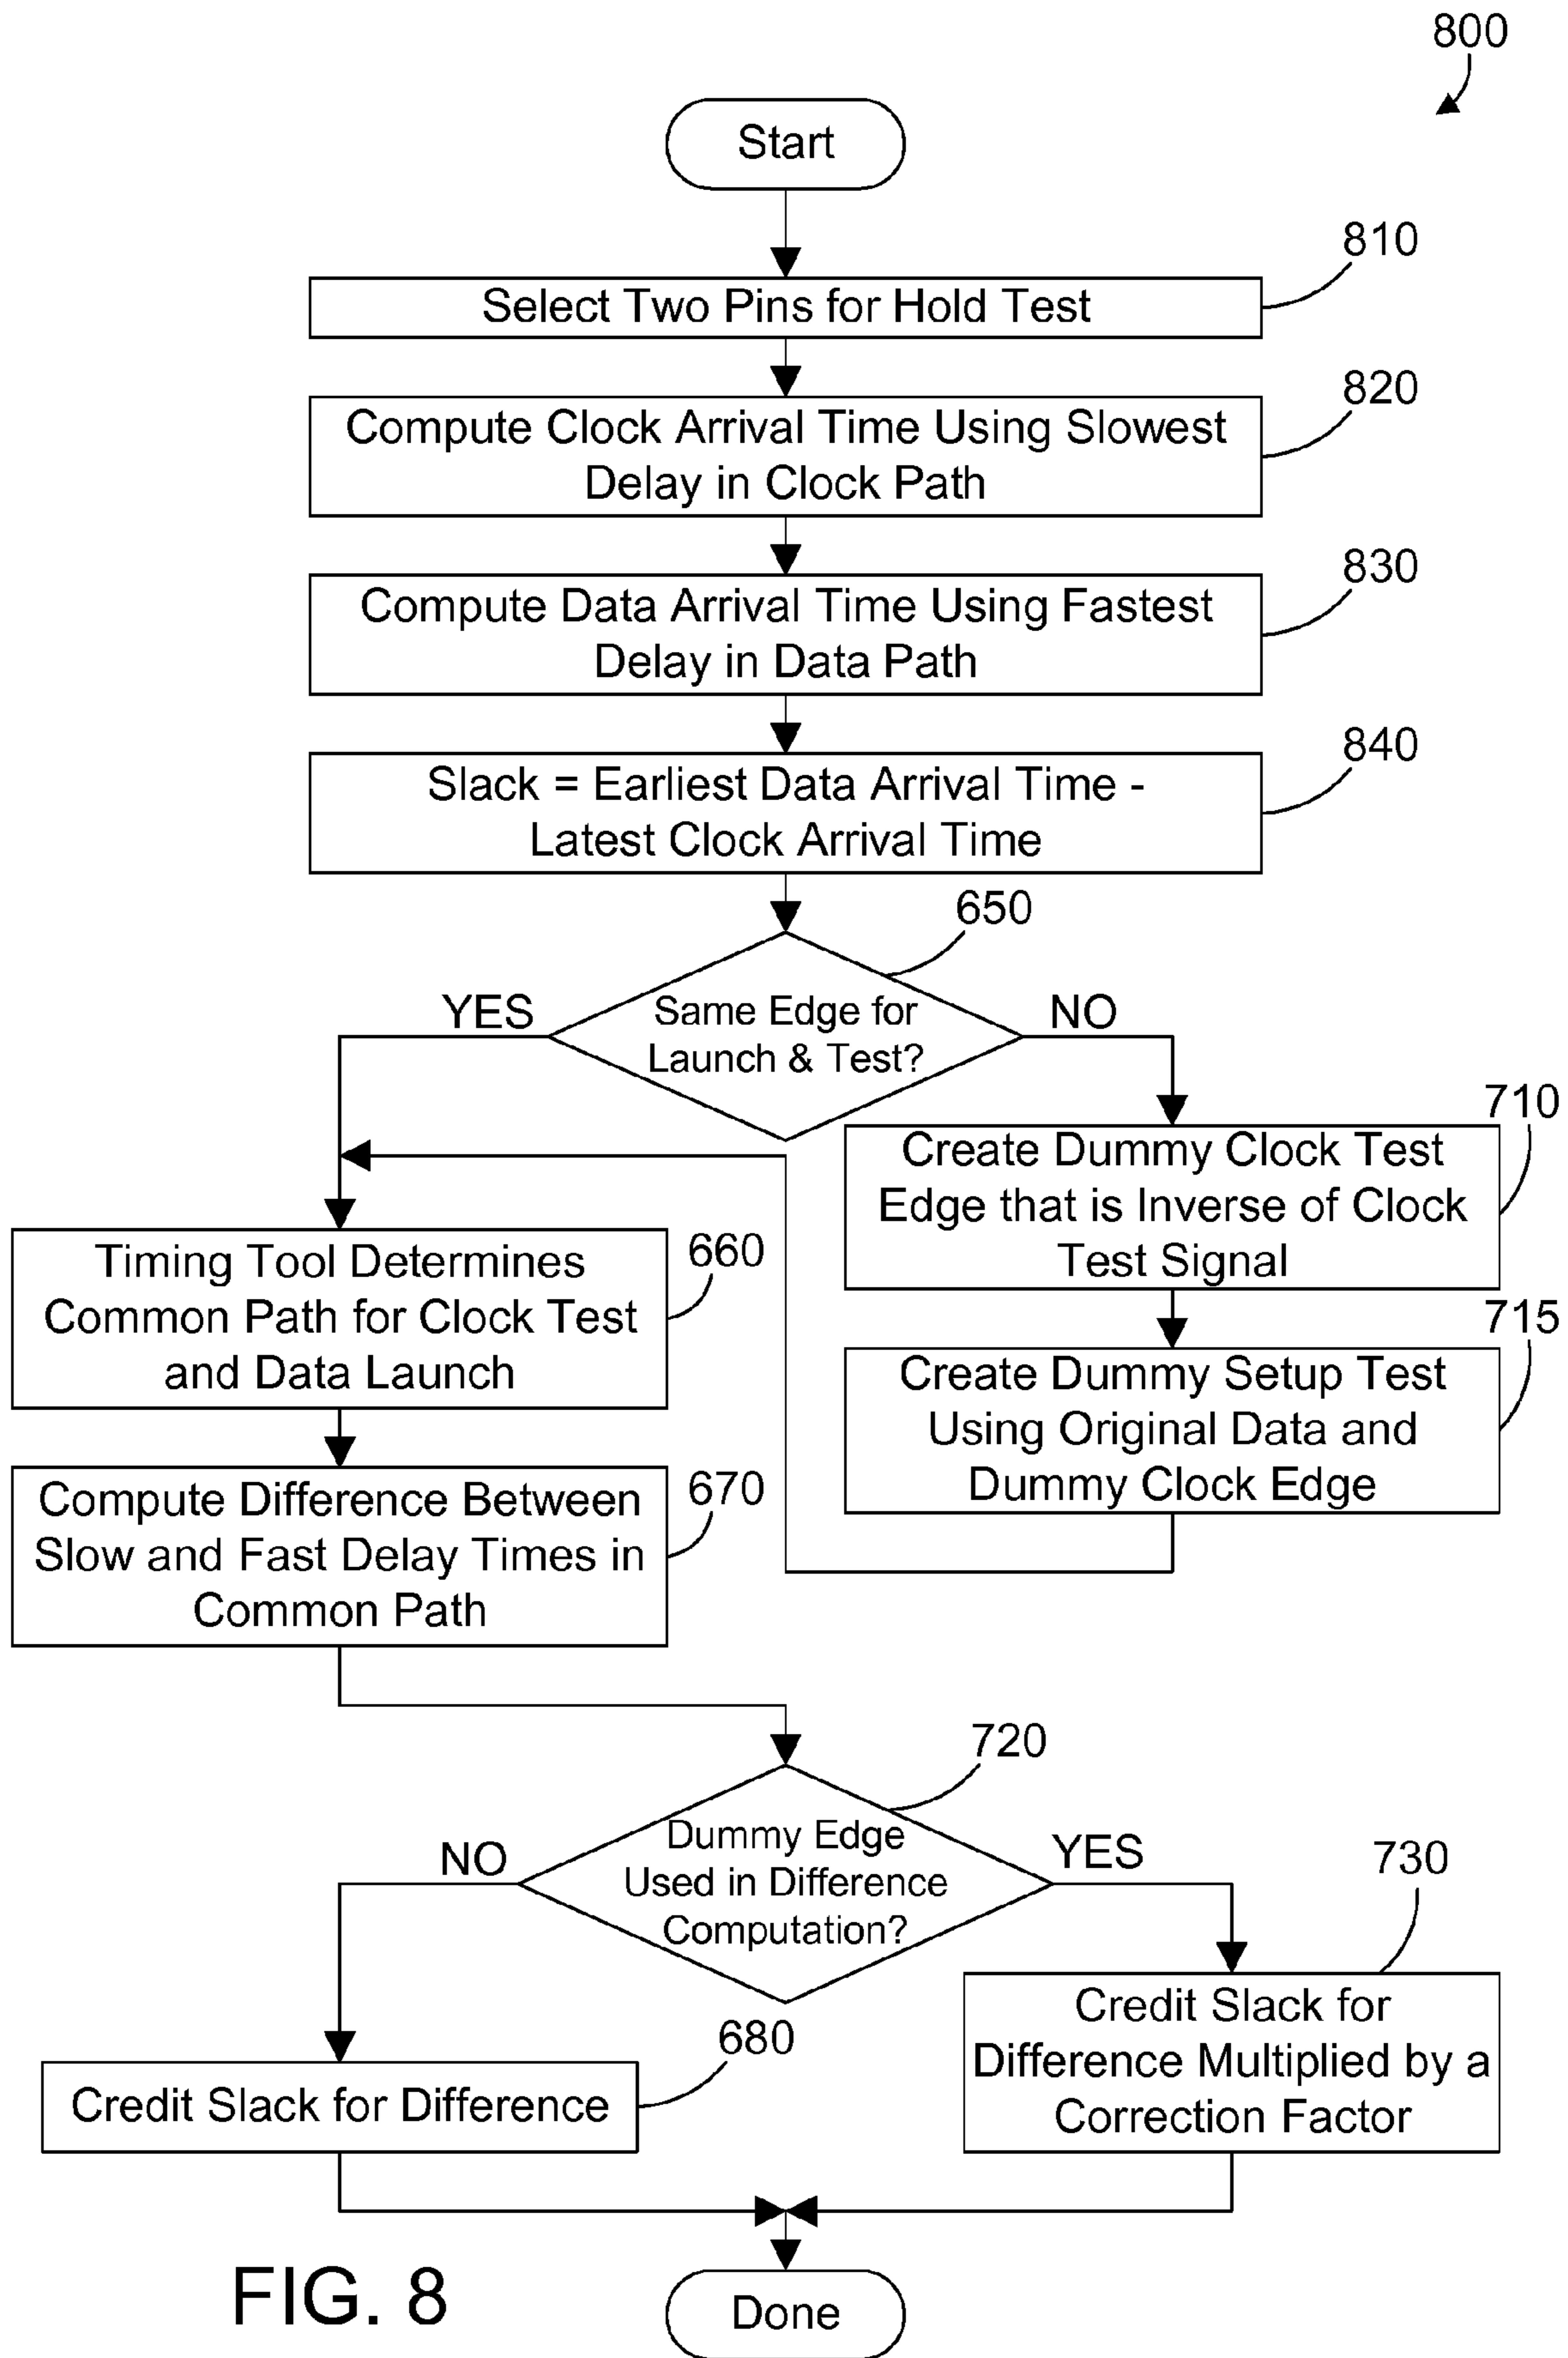 800
Start
810
Select Two Pins for Hold Test
820
Compute Clock Arrival Time Using Slowest
Delay in Clock Path
830
Compute Data Arrival Time Using Fastest
Delay in Data Path
840
Slack = Earliest Data Arrival Time -
Latest Clock Arrival Time
650
Same Edge for
Launch & Test?
YES
NO
710
Create Dummy Clock Test
Edge that is Inverse of Clock
Test Signal
715
Create Dummy Setup Test
Using Original Data and
Dummy Clock Edge
660
Timing Tool Determines
Common Path for Clock Test
and Data Launch
670
Compute Difference Between
Slow and Fast Delay Times in
Common Path
720
Dummy Edge
Used in Difference
Computation?
NO
YES
730
Credit Slack for
Difference Multiplied by a
Correction Factor
680
Credit Slack for Difference
Done
FIG. 8